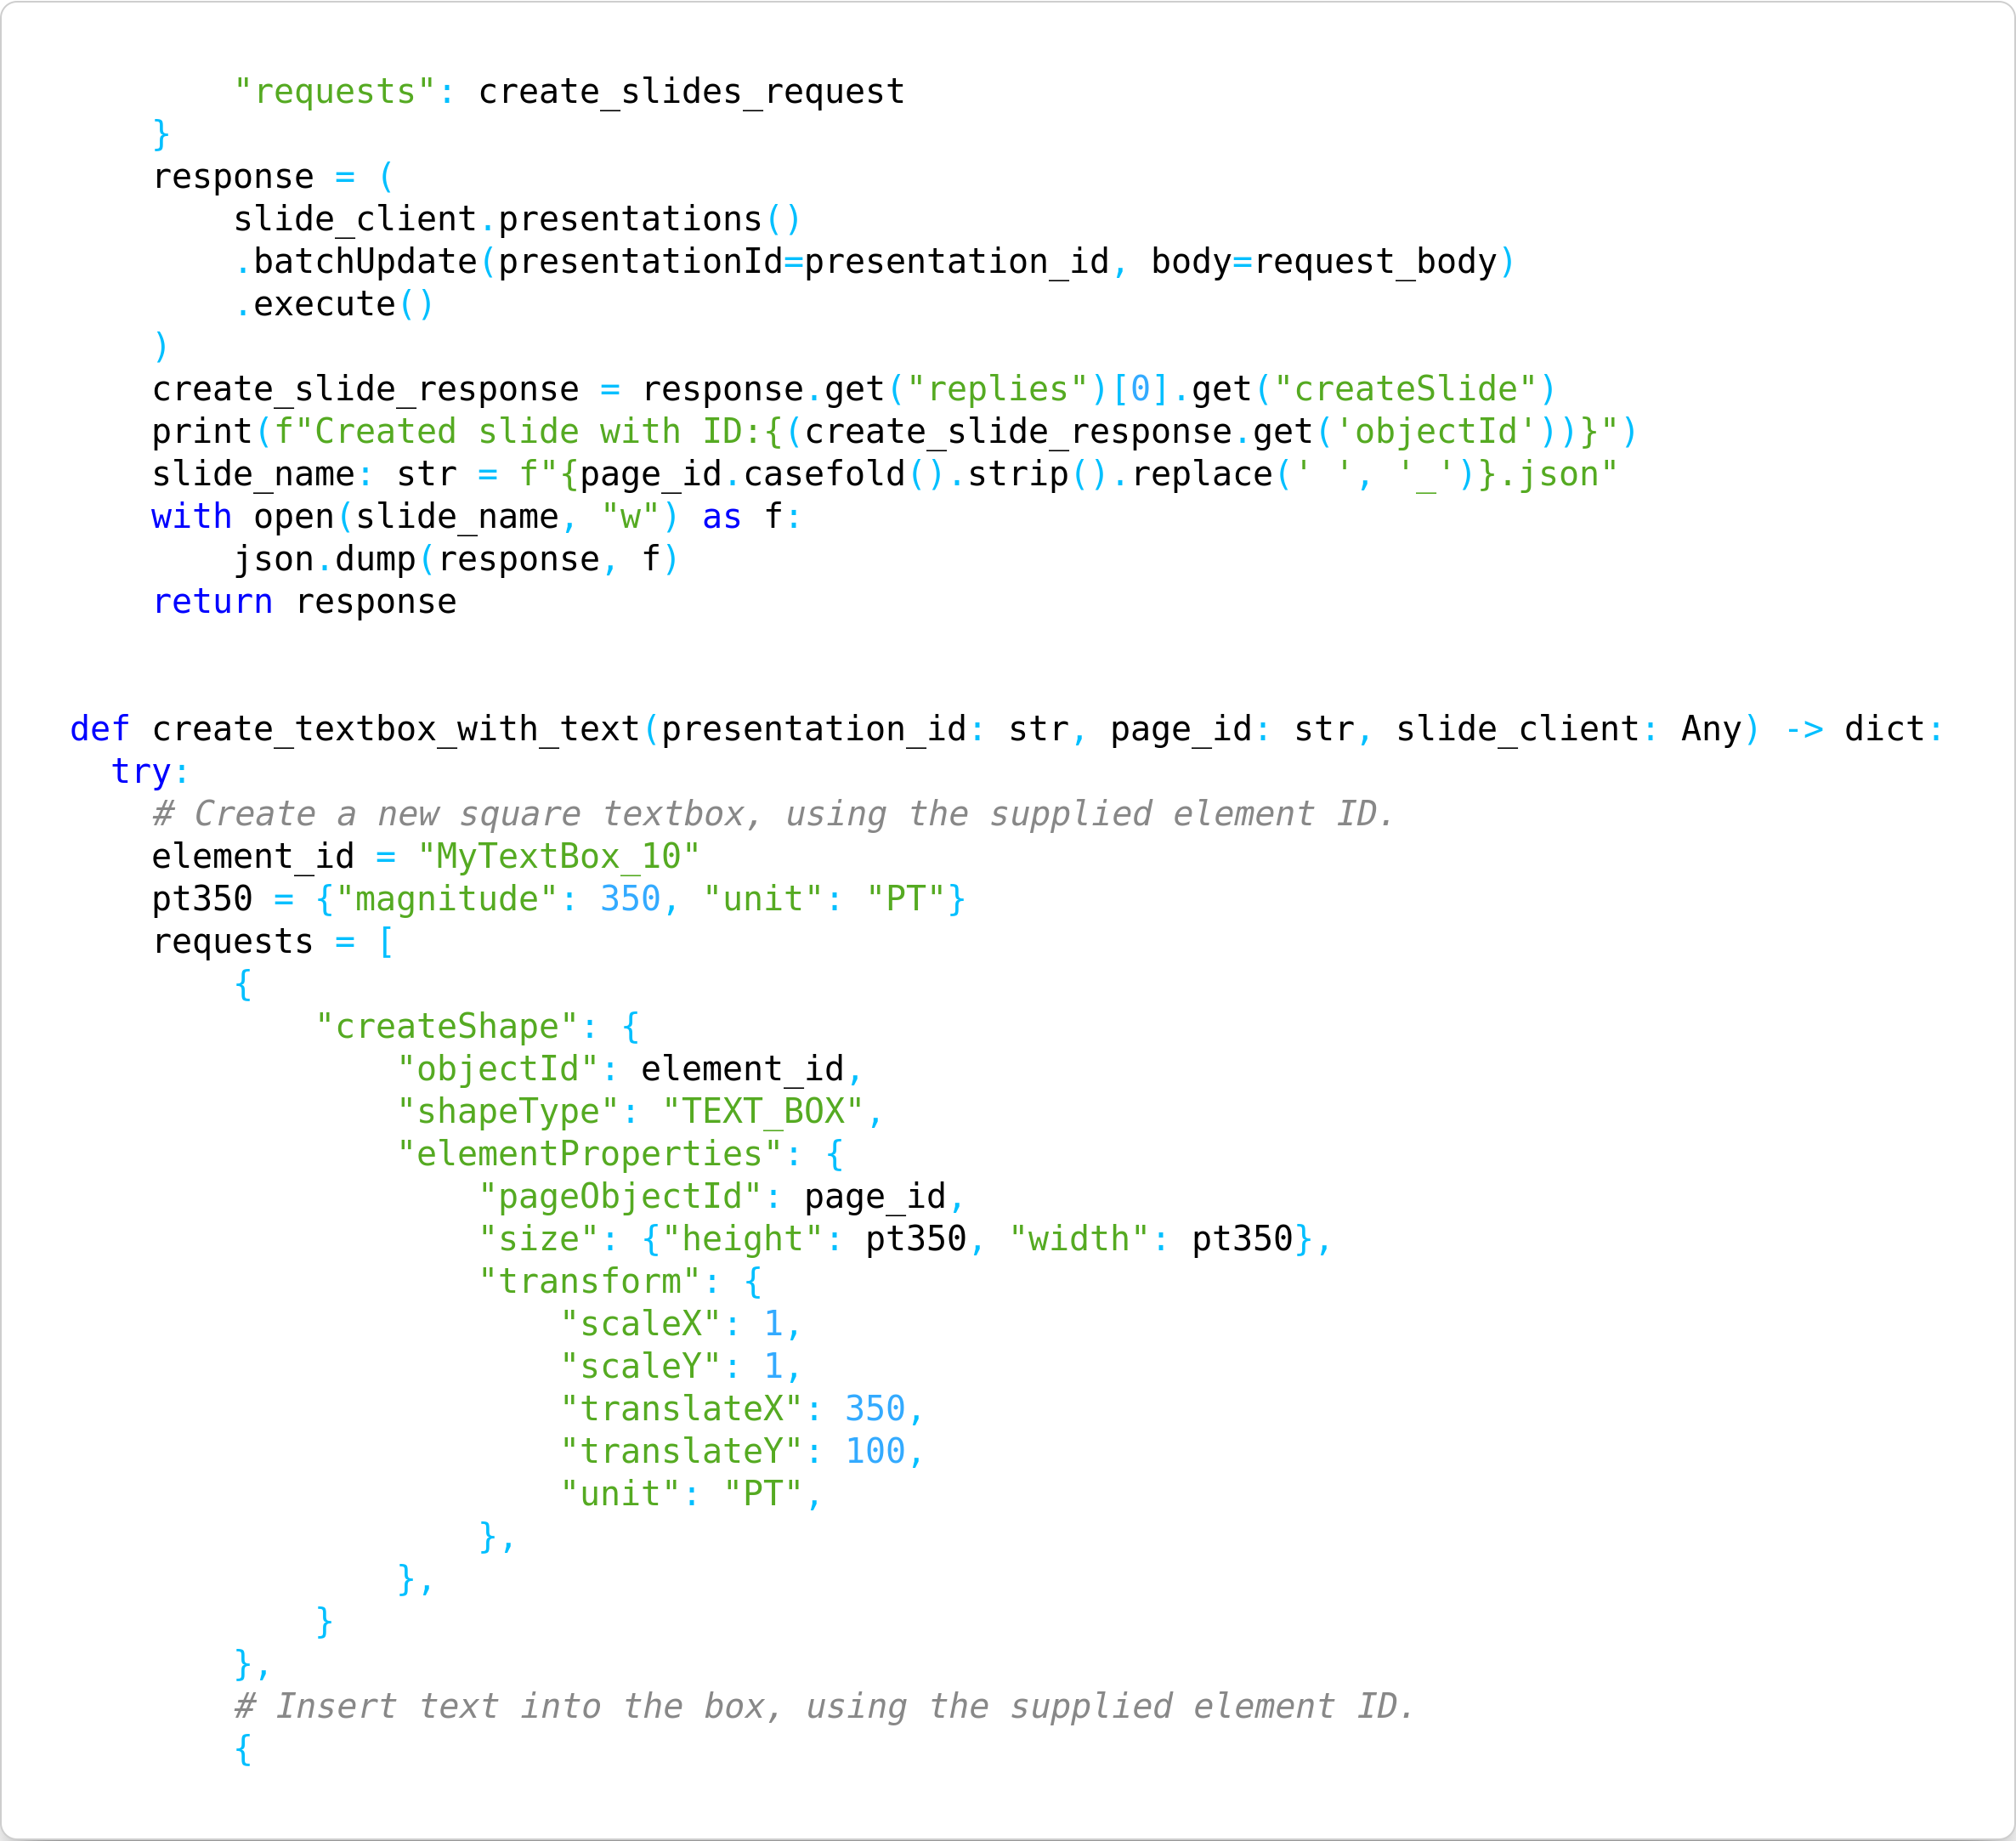 "requests": create_slides_request
    }
    response = (
        slide_client.presentations()
        .batchUpdate(presentationId=presentation_id, body=request_body)
        .execute()
    )
    create_slide_response = response.get("replies")[0].get("createSlide")
    print(f"Created slide with ID:{(create_slide_response.get('objectId'))}")
    slide_name: str = f"{page_id.casefold().strip().replace(' ', '_')}.json"
    with open(slide_name, "w") as f:
        json.dump(response, f)
    return response


def create_textbox_with_text(presentation_id: str, page_id: str, slide_client: Any) -> dict:
  try:
    # Create a new square textbox, using the supplied element ID.
    element_id = "MyTextBox_10"
    pt350 = {"magnitude": 350, "unit": "PT"}
    requests = [
        {
            "createShape": {
                "objectId": element_id,
                "shapeType": "TEXT_BOX",
                "elementProperties": {
                    "pageObjectId": page_id,
                    "size": {"height": pt350, "width": pt350},
                    "transform": {
                        "scaleX": 1,
                        "scaleY": 1,
                        "translateX": 350,
                        "translateY": 100,
                        "unit": "PT",
                    },
                },
            }
        },
        # Insert text into the box, using the supplied element ID.
        {